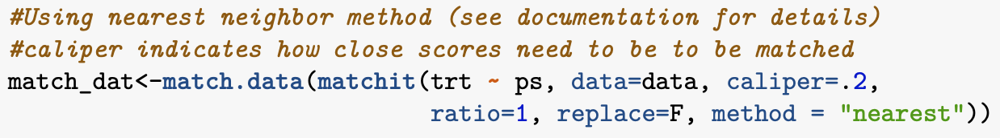 #Using nearest neighbor method (see documentation for details)
#caliper indicates how close scores need to be to be matched
match_dat<-match.data(matchit(trt ~ ps, data=data, caliper=.2,
ratio=1, replace=F, method = "nearest"))